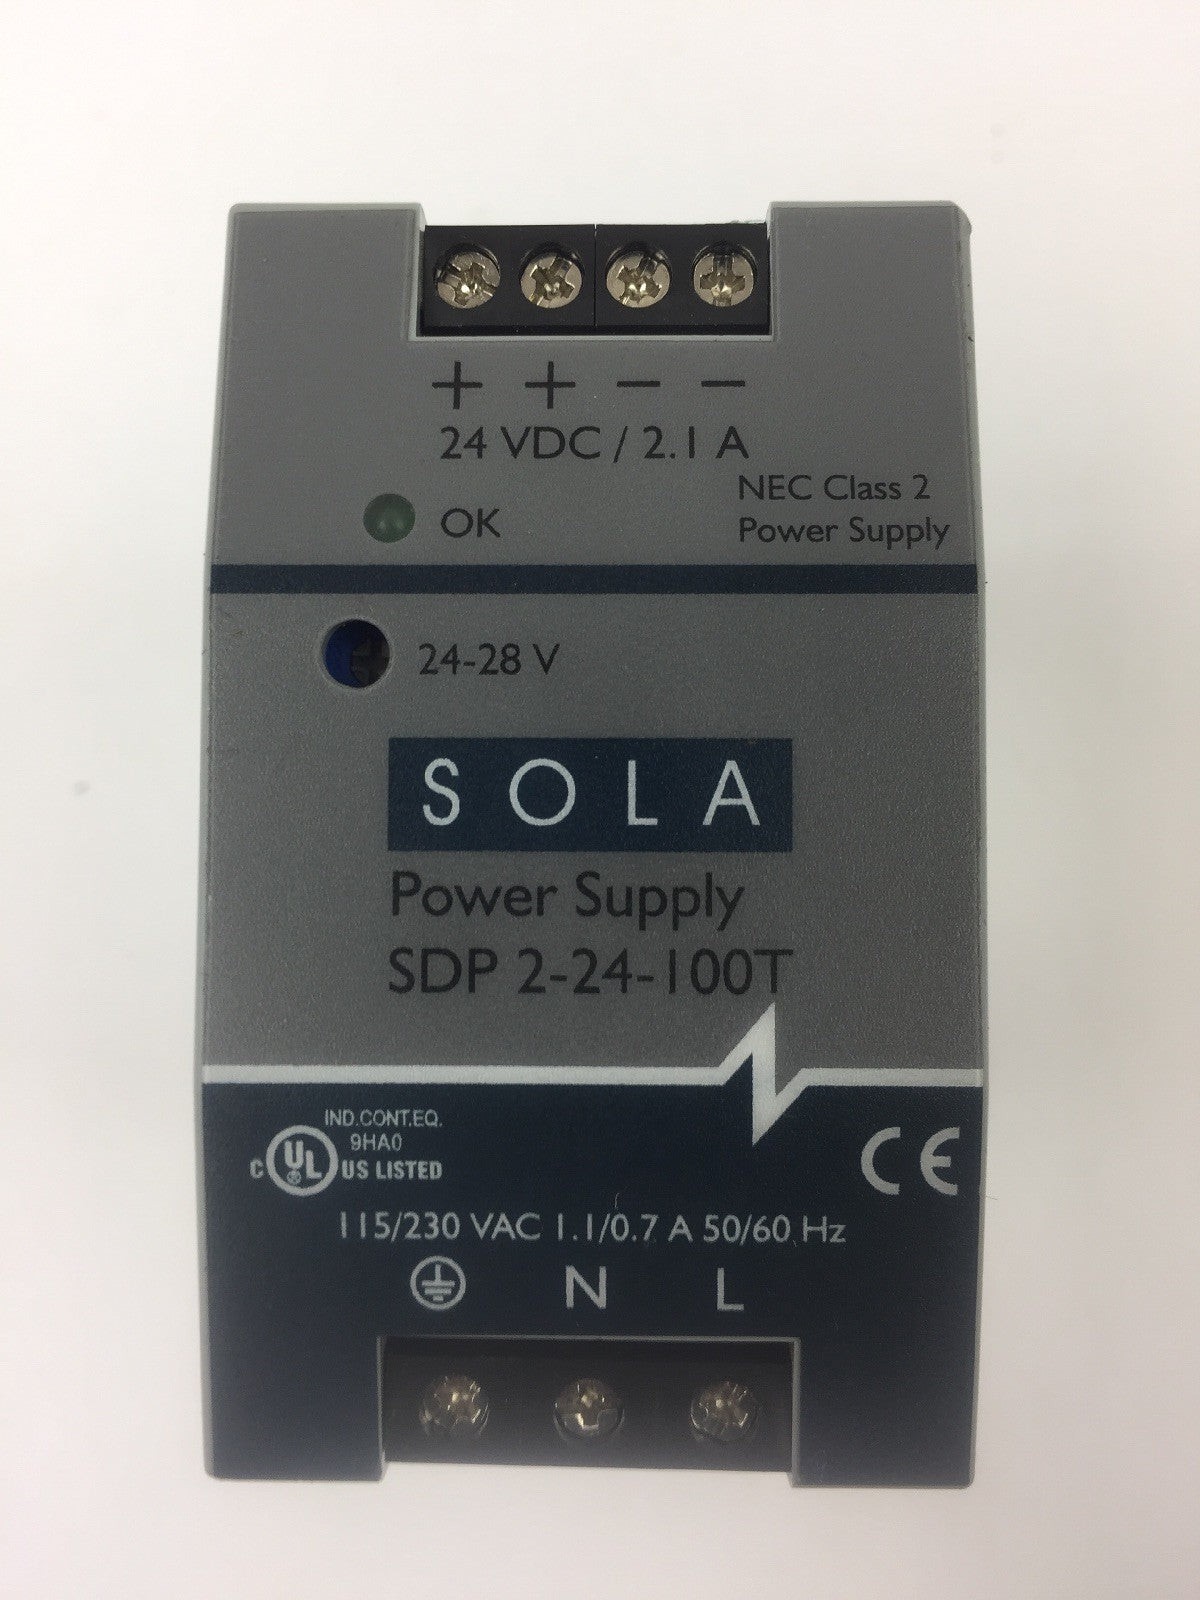 + + - -
24 VDC / 2.1 A
NEC Class 2
Power Supply
OK
24-28 V
SOLA
Power Supply
SDP 2-24-100T
IND.CONT.EQ.
9HA0
C UL US LISTED
CE
115/230 VAC 1.1/0.7 A 50/60 Hz
N L